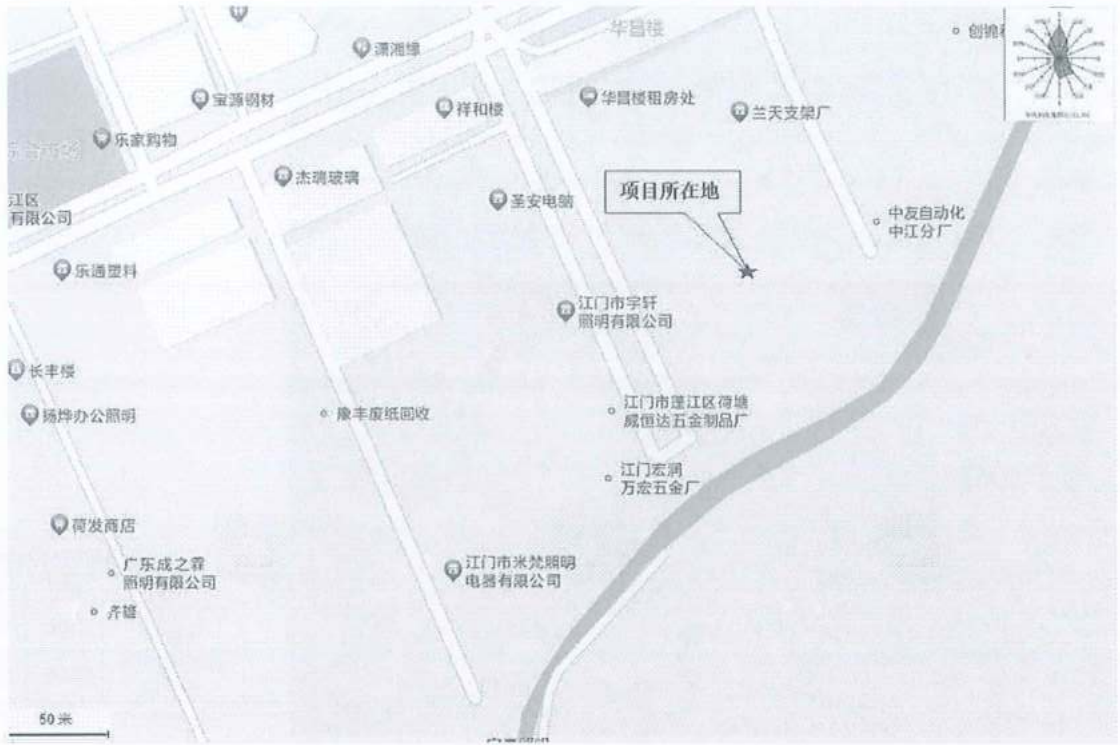 华昌楼
潇湘缘
宝源钢材
祥和楼
华昌楼租房处
兰天支架厂
乐家购物
杰瑞玻璃
圣安电脑
项目所在地
江区
有限公司
中友自动化
中江分厂
乐通塑料
江门市宇轩
照明有限公司
长丰楼
扬烨办公照明
豫丰废纸回收
江门市蓬江区荷塘
威恒达五金制品厂
江门宏润
万宏五金厂
荷发商店
广东成之霖
照明有限公司
江门市米梵照明
电器有限公司
齐雄
50 米